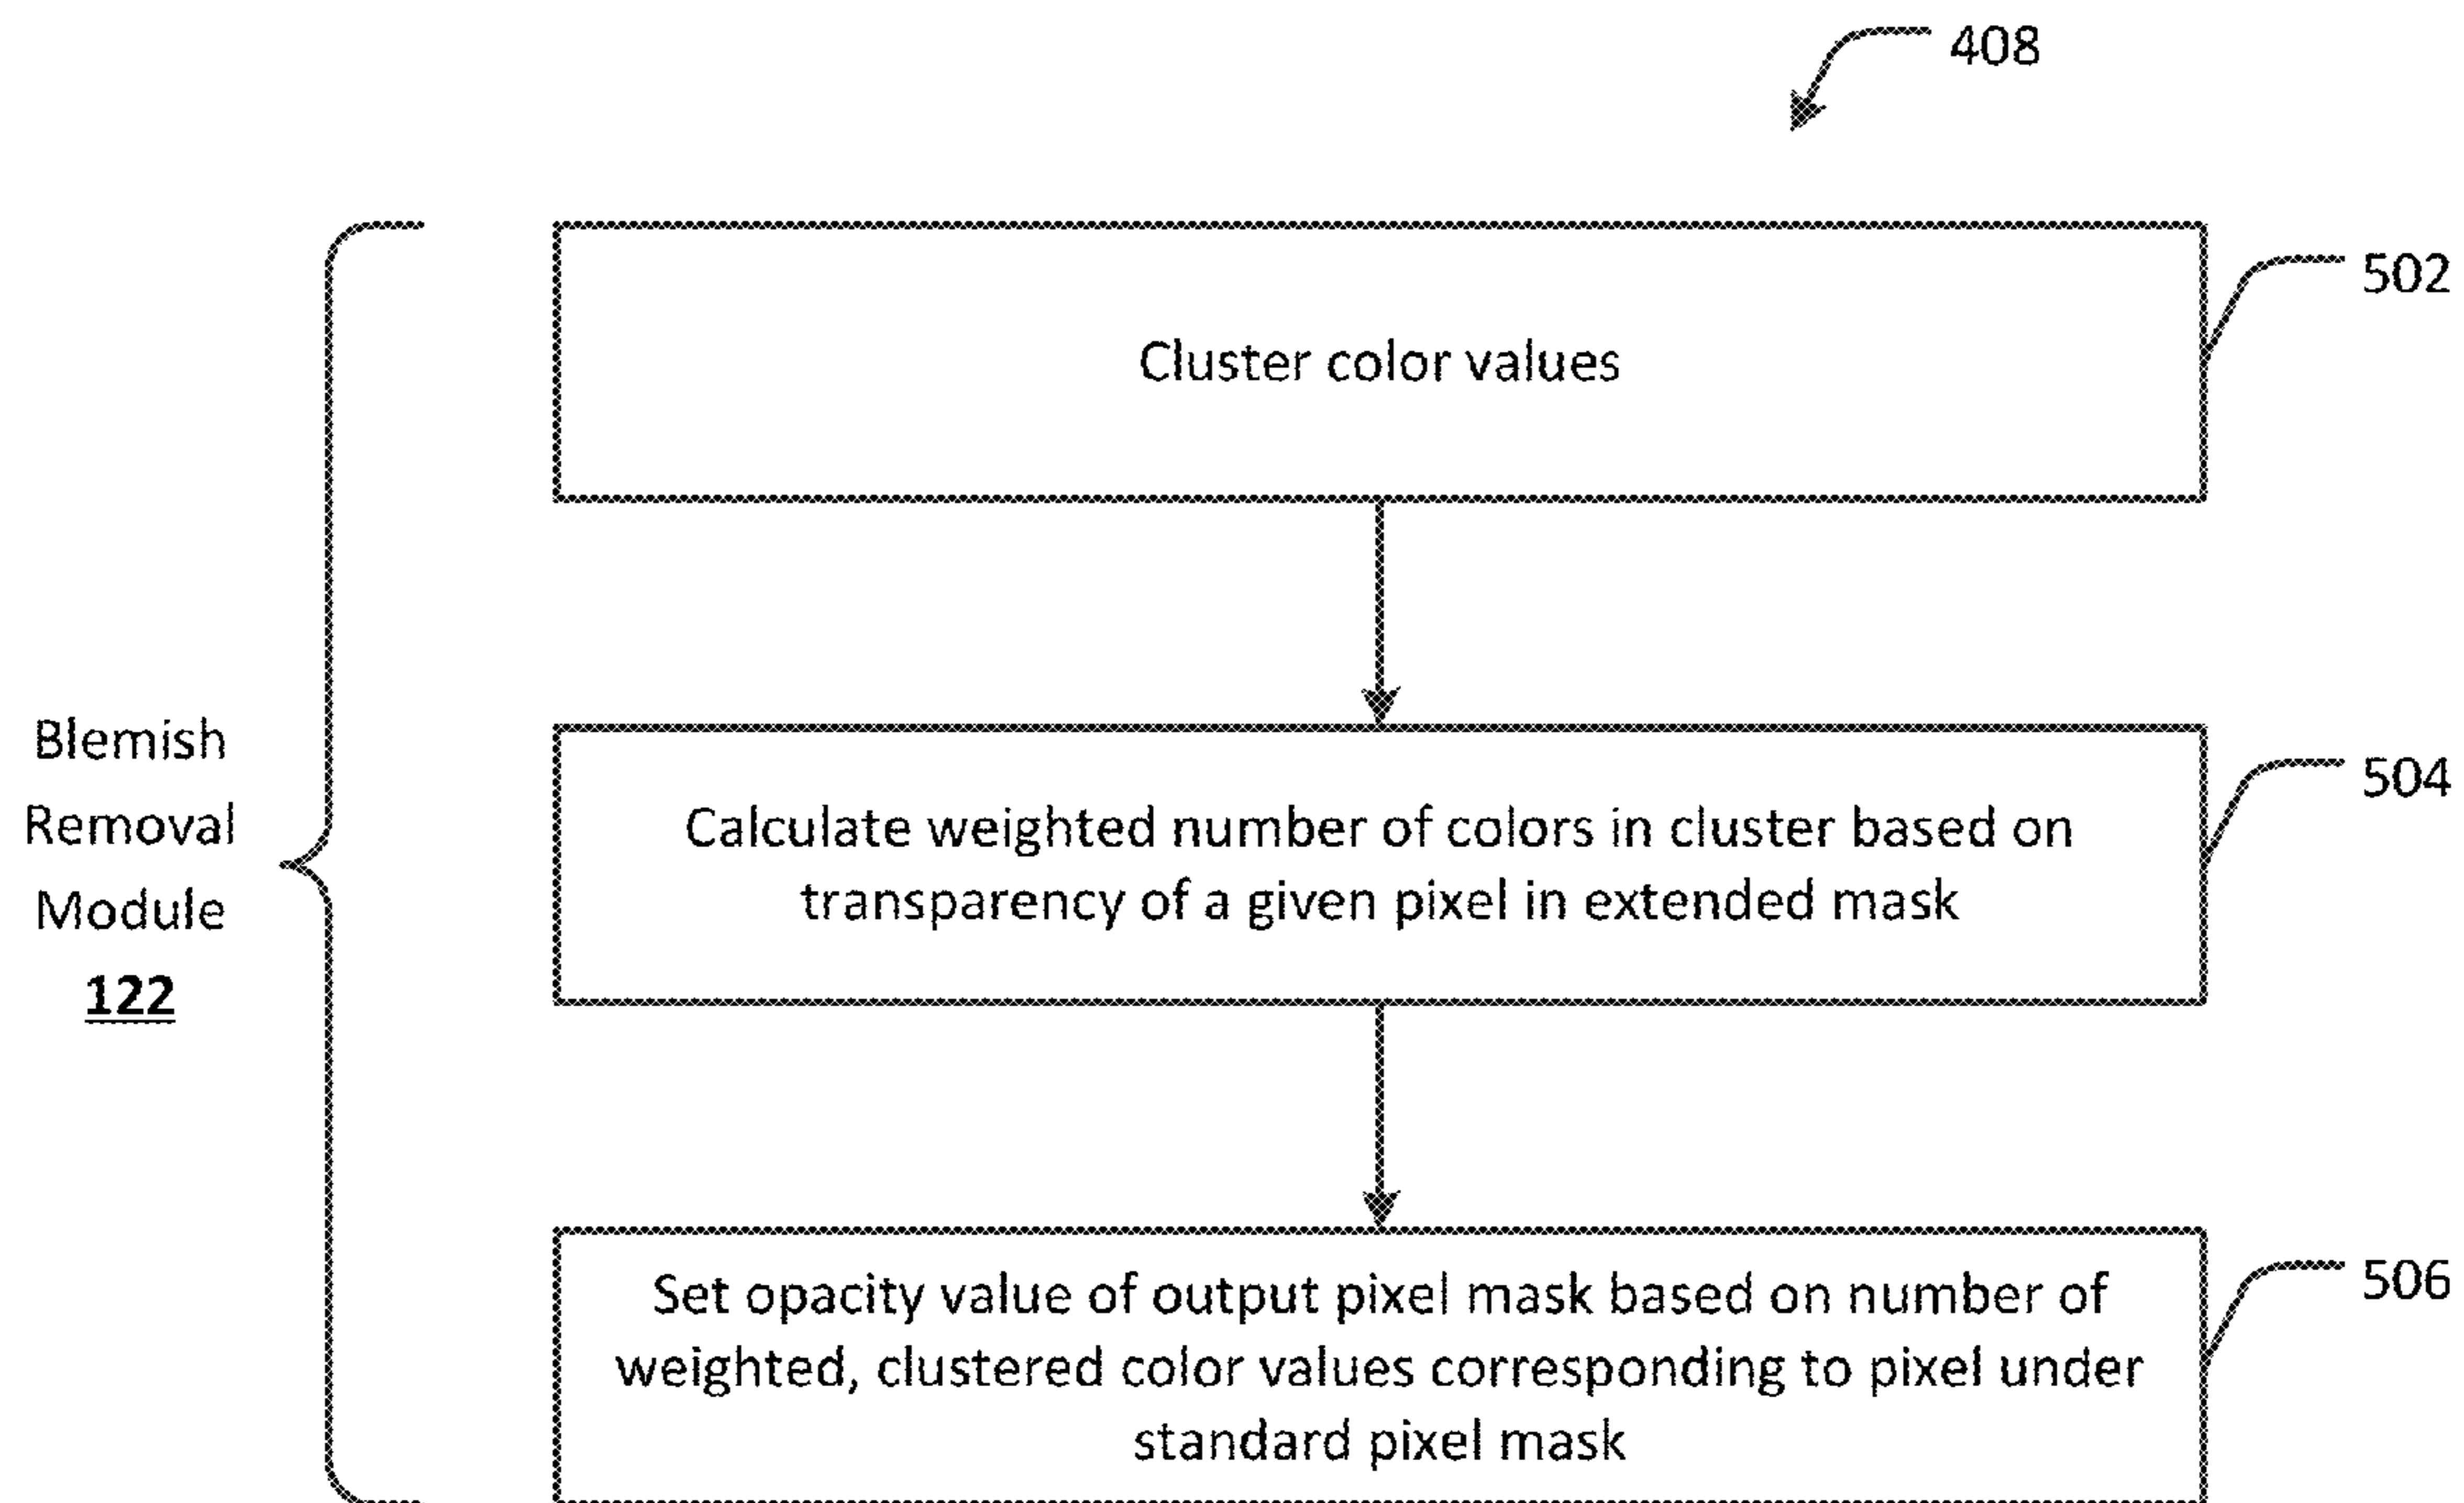 408
502
Cluster color values
Blemish
Removal
Module
122
504
Calculate weighted number of colors in cluster based on
transparency of a given pixel in extended mask
506
Set opacity value of output pixel mask based on number of
weighted, clustered color values corresponding to pixel under
standard pixel mask